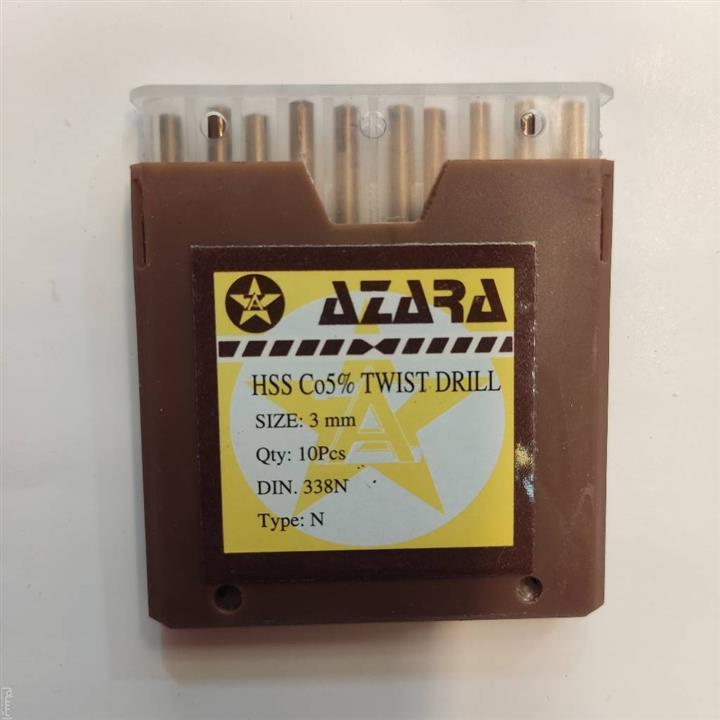 AZARA
HSS Co5% TWIST DRILL
SIZE: 3 mm
Qty: 10Pcs
DIN. 338N
Type: N